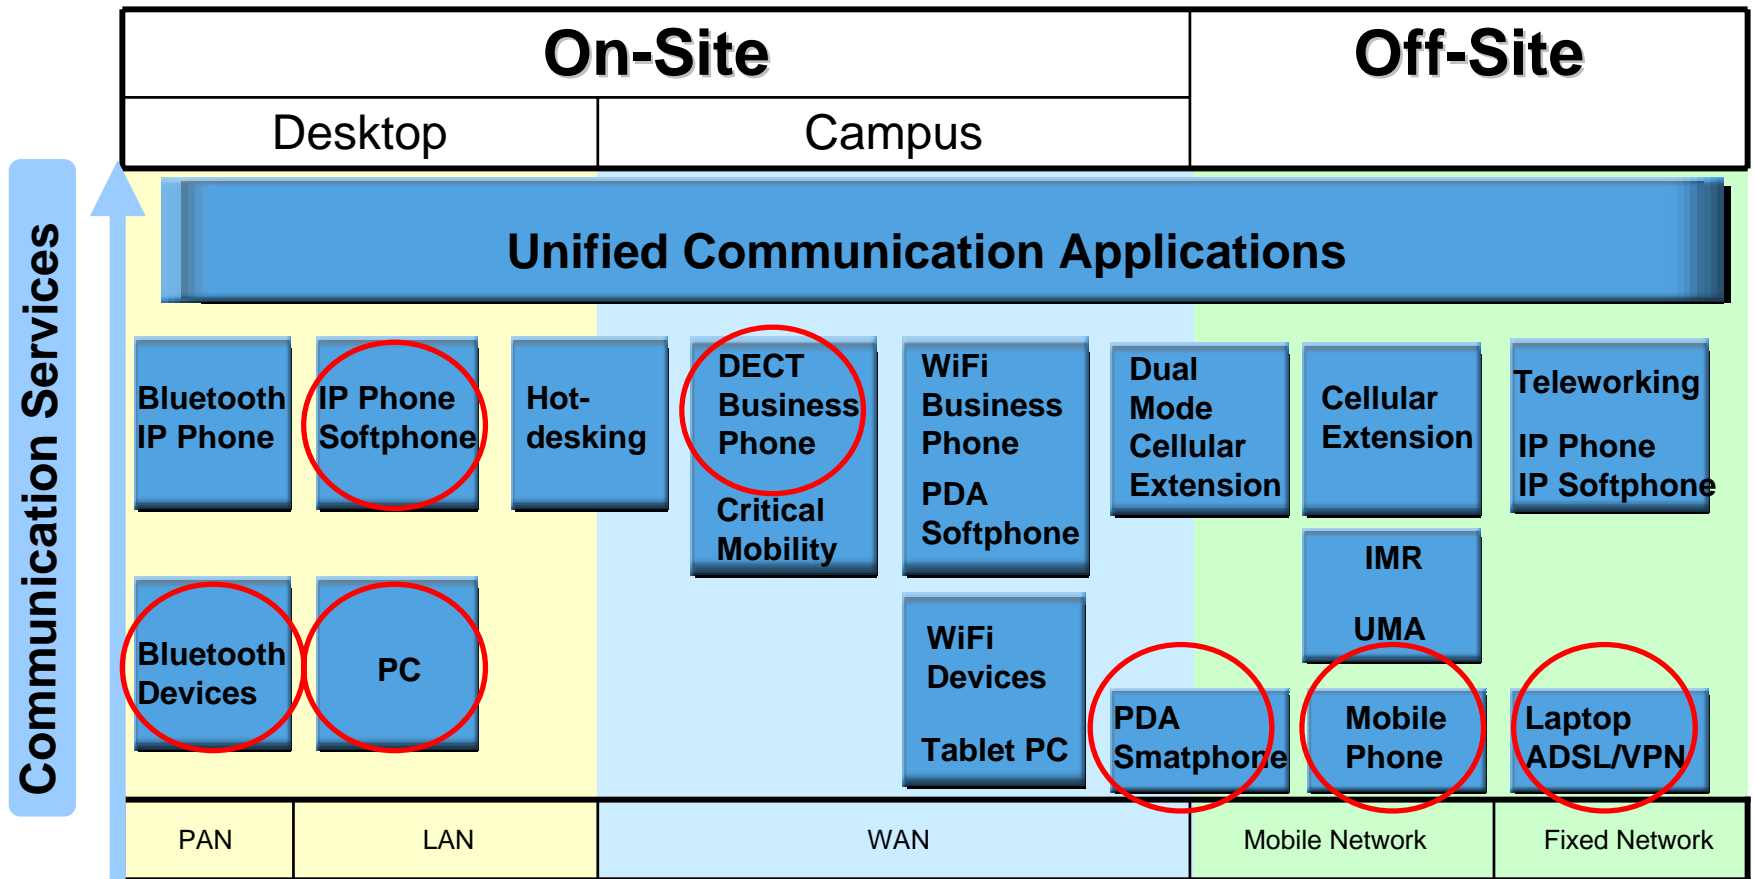 On-Site
Off-Site
Desktop
Campus
Communication Services
Unified Communication Applications
Bluetooth
IP Phone
IP Phone
Softphone
Hot-
desking
DECT
Business
Phone
Critical
Mobility
WiFi
Business
Phone
PDA
Softphone
Dual
Mode
Cellular
Extension
Cellular
Extension
Teleworking
IP Phone
IP Softphone
IMR
UMA
Bluetooth
Devices
PC
WiFi
Devices
Tablet PC
PDA
Smatphone
Mobile
Phone
Laptop
ADSL/VPN
PAN
LAN
WAN
Mobile Network
Fixed Network